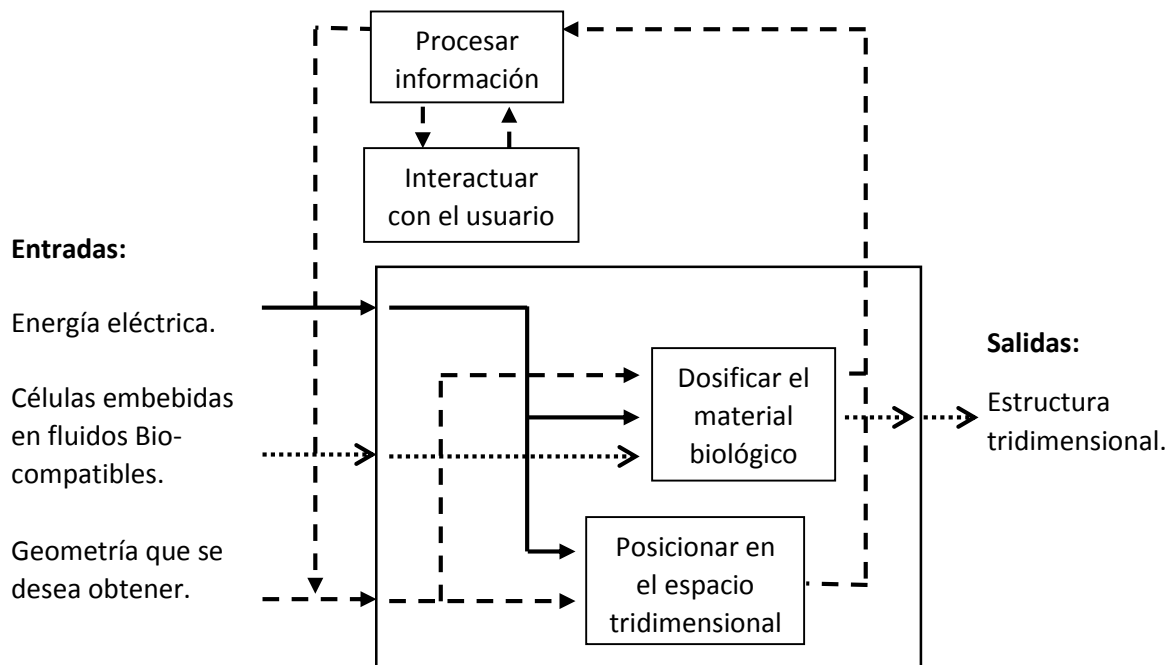 Procesar
información
Interactuar
con el usuario
Entradas:
Energía eléctrica.
Células embebidas
en fluidos Bio-
compatibles.
Geometría que se
desea obtener.
Dosificar el
material
biológico
Posicionar en
el espacio
tridimensional
Salidas:
Estructura
tridimensional.